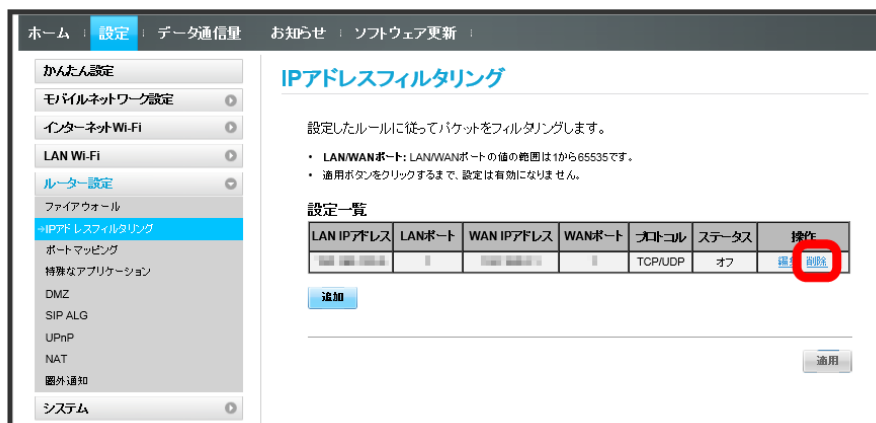 ホーム 設定 データ通信量 お知らせ ソフトウェア更新
かんたん設定
モバイルネットワーク設定
インターネットWi-Fi
LAN Wi-Fi
ルーター設定
ファイアウォール
IPアドレスフィルタリング
ポートマッピング
特殊なアプリケーション
DMZ
SIP ALG
UPnP
NAT
圏外通知
システム
IPアドレスフィルタリング
設定したルールに従ってパケットをフィルタリングします。
・ LAN/WANポート: LAN/WANポートの値の範囲は1から65535です。
・ 適用ボタンをクリックするまで、設定は有効になりません。
設定一覧
LAN IPアドレス LANポート WAN IPアドレス WANポート プロトコル ステータス 操作
TCP/UDP オフ 削除
追加
適用